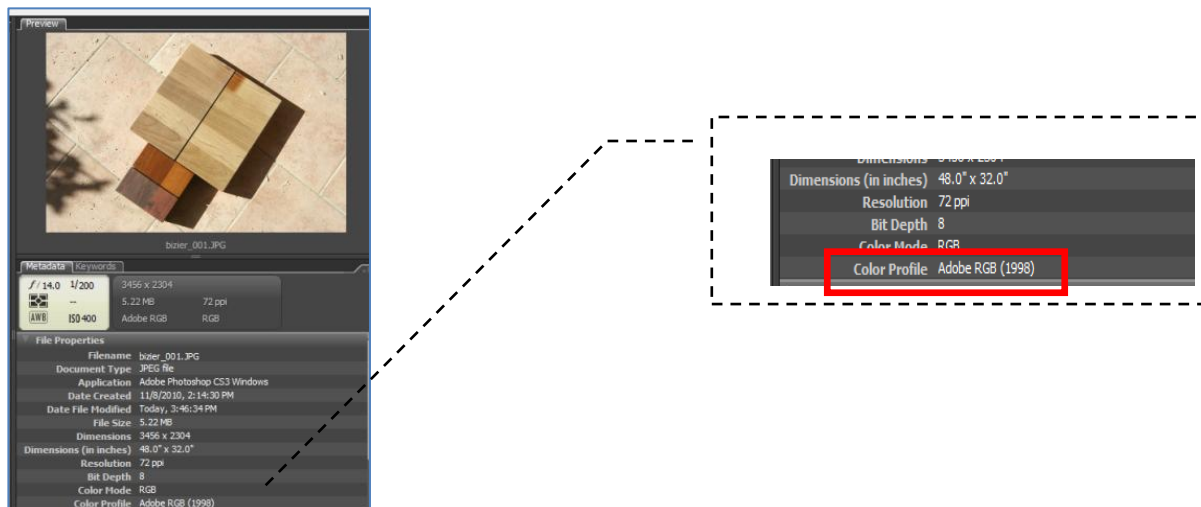 Preview
bizier_001.JPG
Metadata Keywords
f/ 14.0 1/200
--
AWB ISO 400
3456 x 2304
5.22 MB 72 ppi
Adobe RGB RGB
File Properties
Filename bizier_001.JPG
Document Type JPEG file
Application Adobe Photoshop CS3 Windows
Date Created 11/8/2010, 2:14:30 PM
Date File Modified Today, 3:46:34 PM
File Size 5.22 MB
Dimensions 3456 x 2304
Dimensions (in inches) 48.0" x 32.0"
Resolution 72 ppi
Bit Depth 8
Color Mode RGB
Color Profile Adobe RGB (1998)
Dimensions 3456 x 2304
Dimensions (in inches) 48.0" x 32.0"
Resolution 72 ppi
Bit Depth 8
Color Mode RGB
Color Profile Adobe RGB (1998)